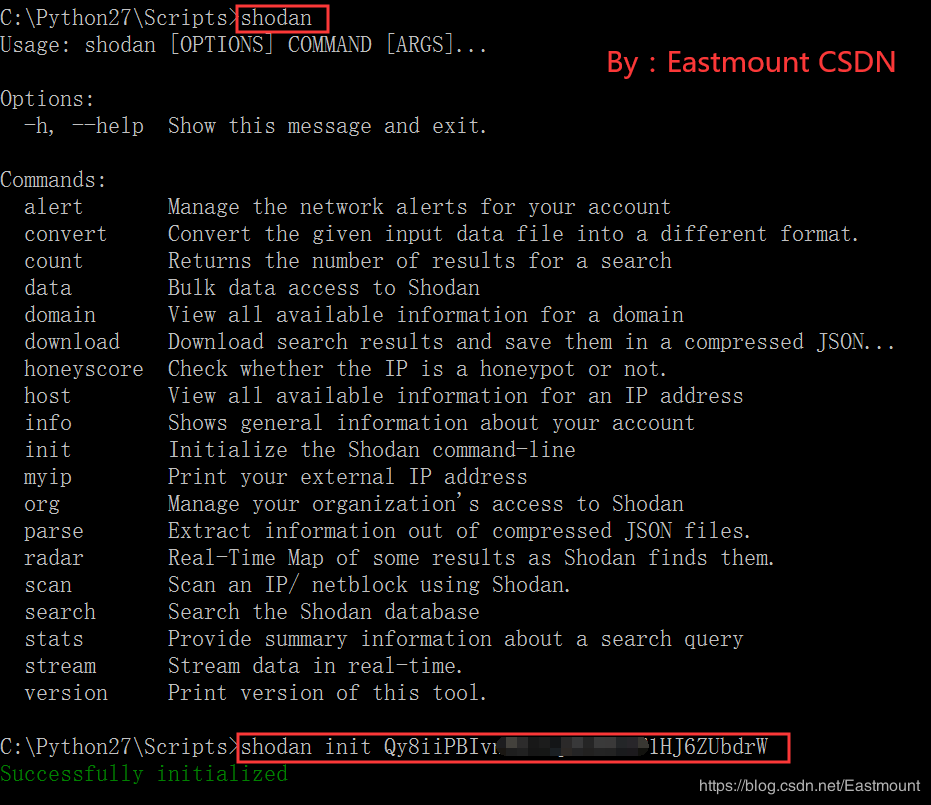 C:\Python27\Scripts>shodan
Usage: shodan [OPTIONS] COMMAND [ARGS]...
By：Eastmount CSDN
Options:
-h, --help Show this message and exit.
Commands:
alert Manage the network alerts for your account
convert Convert the given input data file into a different format.
count Returns the number of results for a search
data Bulk data access to Shodan
domain View all available information for a domain
download Download search results and save them in a compressed JSON...
honeyscore Check whether the IP is a honeypot or not.
host View all available information for an IP address
info Shows general information about your account
init Initialize the Shodan command-line
myip Print your external IP address
org Manage your organization's access to Shodan
parse Extract information out of compressed JSON files.
radar Real-Time Map of some results as Shodan finds them.
scan Scan an IP/ netblock using Shodan.
search Search the Shodan database
stats Provide summary information about a search query
stream Stream data in real-time.
version Print version of this tool.
C:\Python27\Scripts>shodan init
Successfully initialized
https://blog.csdn.net/Eastmount